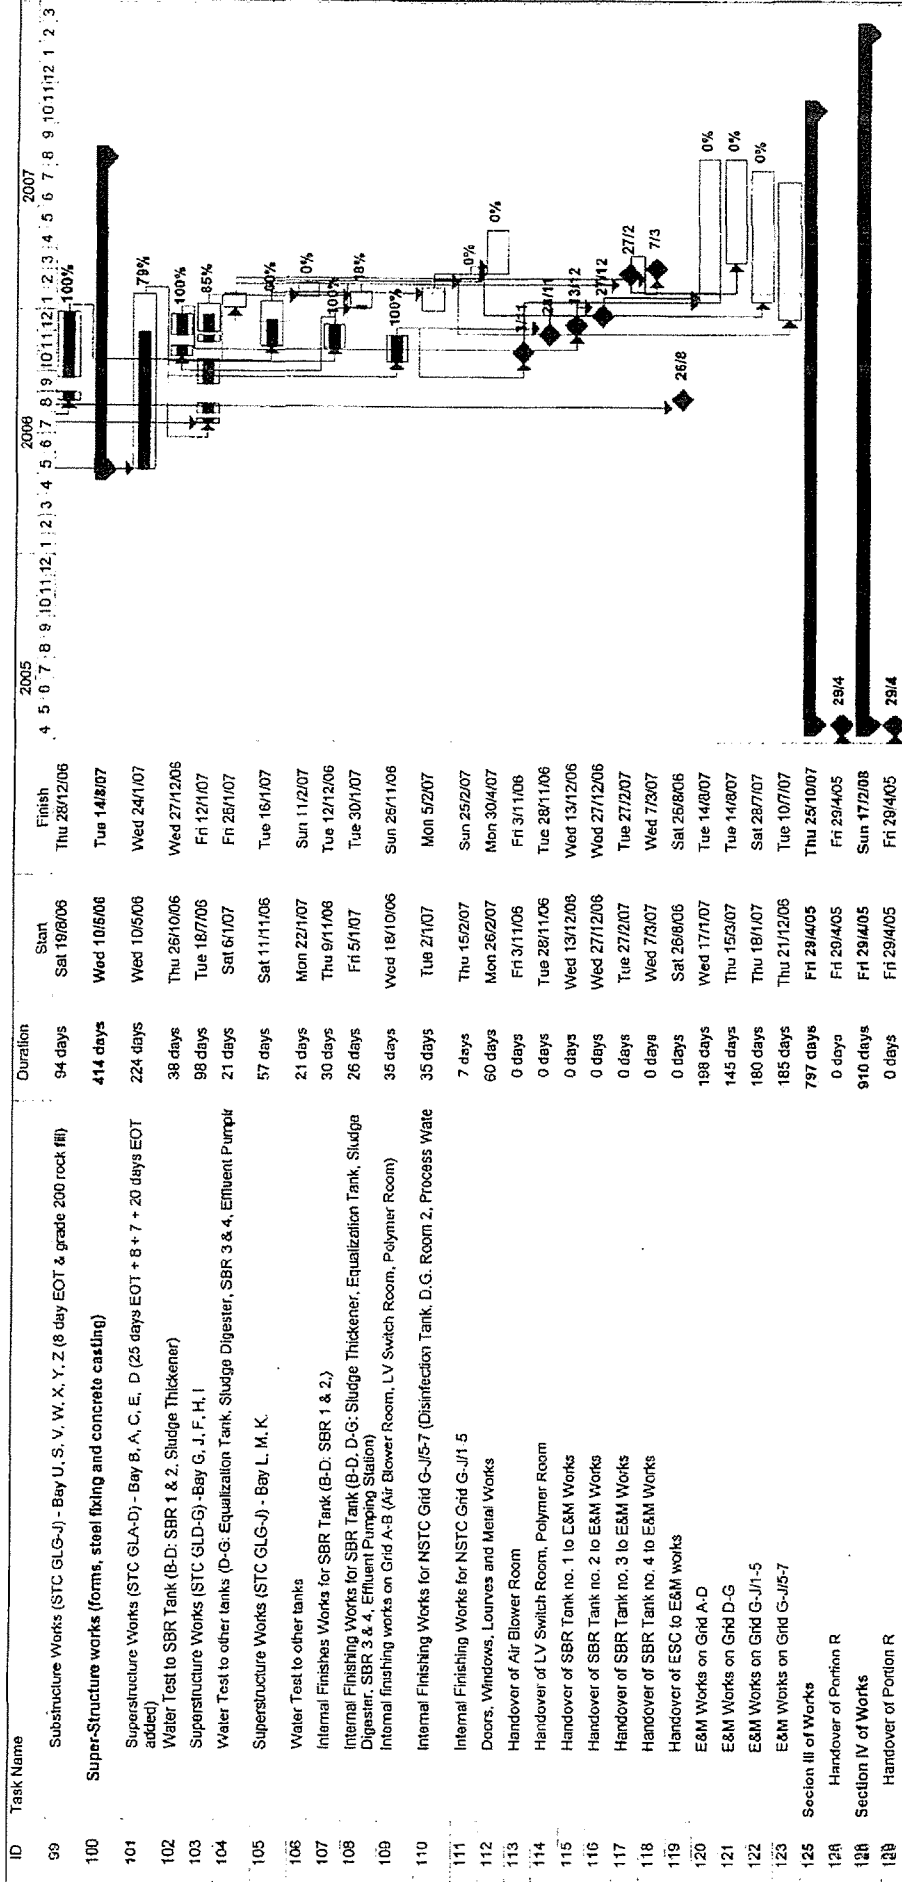 ID Task Name Duration Start Finish
2005 2006 2007
4 5 6 7 8 9 10 11 12 1 2 3 4 5 6 7 8 9 10 11 12 1 2 3 4 5 6 7 8 9 10 11 12 1 2 3
99 Substructure Works (STC GLG-J) - Bay U, S, V, W, X, Y, Z (8 day EOT & grade 200 rock fill) 94 days Sat 19/8/06 Thu 28/12/06 100%
100 Super-Structure works (forms, steel fixing and concrete casting) 414 days Wed 10/5/06 Tue 14/8/07
101 Superstructure Works (STC GLA-D) - Bay B, A, C, E, D (25 days EOT + 8 + 7 + 20 days EOT 224 days Wed 10/5/06 Wed 24/1/07 79%
added)
102 Water Test to SBR Tank (B-D: SBR 1 & 2, Sludge Thickener) 38 days Thu 26/10/06 Wed 27/12/06 100%
103 Superstructure Works (STC GLD-G) -Bay G, J, F, H, I 98 days Tue 18/7/06 Fri 12/1/07 85%
104 Water Test to other tanks (D-G: Equalization Tank, Sludge Digester, SBR 3 & 4, Effluent Pumpir 21 days Sat 6/1/07 Fri 26/1/07
105 Superstructure Works (STC GLG-J) - Bay L, M, K. 57 days Sat 11/11/06 Tue 16/1/07 60%
106 Water Test to other tanks 21 days Mon 22/1/07 Sun 11/2/07 0%
107 Internal Finishes Works for SBR Tank (B-D: SBR 1 & 2,) 30 days Thu 9/11/06 Tue 12/12/06 100%
108 Internal Finishing Works for SBR Tank (B-D, D-G: Sludge Thickener, Equalization Tank, Sludge 26 days Fri 5/1/07 Tue 30/1/07 18%
Digester, SBR 3 & 4, Effluent Pumping Station)
109 Internal finsihing works on Grid A-B (Air Blower Room, LV Switch Room, Polymer Room) 35 days Wed 18/10/06 Sun 26/11/06 100%
110 Internal Finishing Works for NSTC Grid G-J/5-7 (Disinfection Tank, D.G. Room 2, Process Wate 35 days Tue 2/1/07 Mon 5/2/07
111 Internal Finishing Works for NSTC Grid G-J/1-5 7 days Thu 15/2/07 Sun 25/2/07 0%
112 Doors, Windows, Lourves and Metal Works 60 days Mon 26/2/07 Mon 30/4/07 0%
113 Handover of Air Blower Room 0 days Fri 3/11/06 Fri 3/11/06 3/11
114 Handover of LV Switch Room, Polymer Room 0 days Tue 28/11/06 Tue 28/11/06 28/11
115 Handover of SBR Tank no. 1 to E&M Works 0 days Wed 13/12/06 Wed 13/12/06 13/12
116 Handover of SBR Tank no. 2 to E&M Works 0 days Wed 27/12/06 Wed 27/12/06 27/12
117 Handover of SBR Tank no. 3 to E&M Works 0 days Tue 27/2/07 Tue 27/2/07 27/2
118 Handover of SBR Tank no. 4 to E&M Works 0 days Wed 7/3/07 Wed 7/3/07 7/3
119 Handover of ESC to E&M works 0 days Sat 26/8/06 Sat 26/8/06 26/8
120 E&M Works on Grid A-D 198 days Wed 17/1/07 Tue 14/8/07 0%
121 E&M Works on Grid D-G 145 days Thu 15/3/07 Tue 14/8/07 0%
122 E&M Works on Grid G-J/1-5 180 days Thu 18/1/07 Sat 28/7/07 0%
123 E&M Works on Grid G-J/5-7 185 days Thu 21/12/06 Tue 10/7/07
125 Secion III of Works 797 days Fri 29/4/05 Thu 25/10/07
126 Handover of Portion R 0 days Fri 29/4/05 Fri 29/4/05 29/4
128 Section IV of Works 910 days Fri 29/4/05 Sun 17/2/08
129 Handover of Portion R 0 days Fri 29/4/05 Fri 29/4/05 29/4